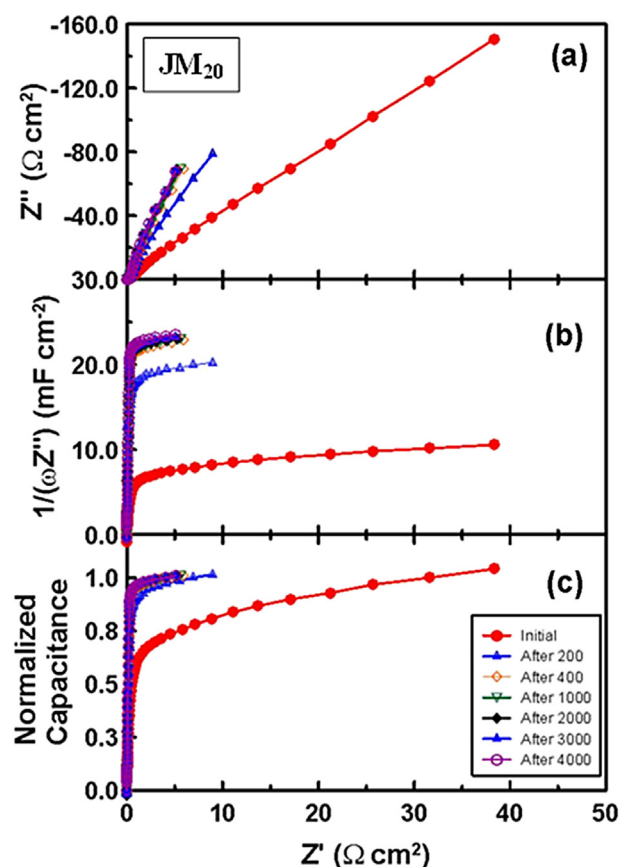 -160.0
(a)
JM₂₀
-120.0
-80.0
-40.0
30.0
Z'' (Ω cm²)
(b)
20.0
10.0
0.0
1/(ωZ'') (mF cm⁻²)
(c)
1.0
0.8
0.5
0.3
0.0
Normalized
Capacitance
Initial
After 200
After 400
After 1000
After 2000
After 3000
After 4000
0 10 20 30 40 50
Z' (Ω cm²)